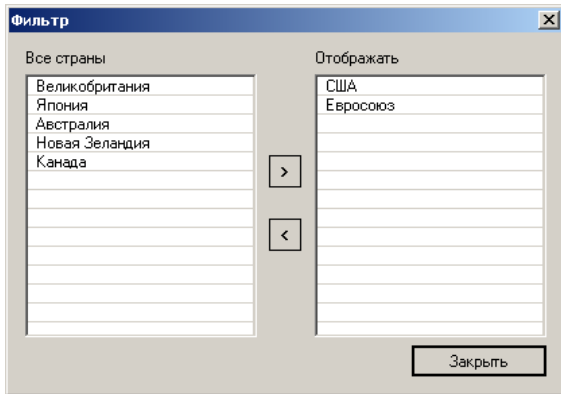 Фильтр
Все страны
Великобритания
Япония
Австралия
Новая Зеландия
Канада
>
<
Отображать
США
Евросоюз
Закрыть